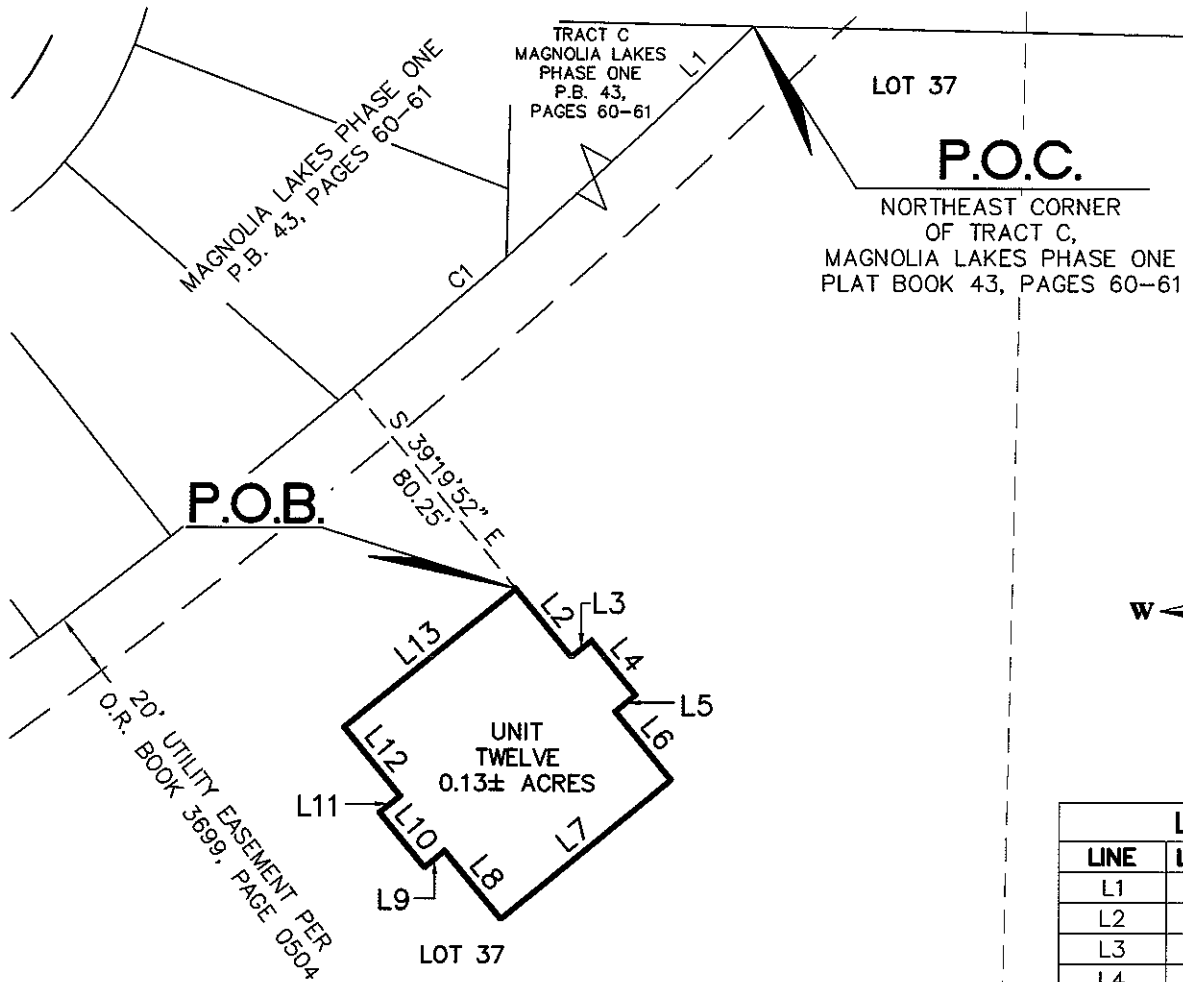 TRACT C
MAGNOLIA LAKES
PHASE ONE
P.B. 43,
PAGES 60-61
L1
LOT 37
P.O.C.
NORTHEAST CORNER
OF TRACT C,
MAGNOLIA LAKES PHASE ONE
PLAT BOOK 43, PAGES 60-61
MAGNOLIA LAKES PHASE ONE
P.B. 43, PAGES 60-61
C1
S 39°19'52" E
80.25'
P.O.B.
L2
L3
L4
L5
L6
L13
UNIT
TWELVE
0.13± ACRES
L12
L11
L10
L9
L8
L7
20' UTILITY EASEMENT PER
O.R. BOOK 3699, PAGE 0504
LOT 37
W
L
LINE
L1
L2
L3
L4